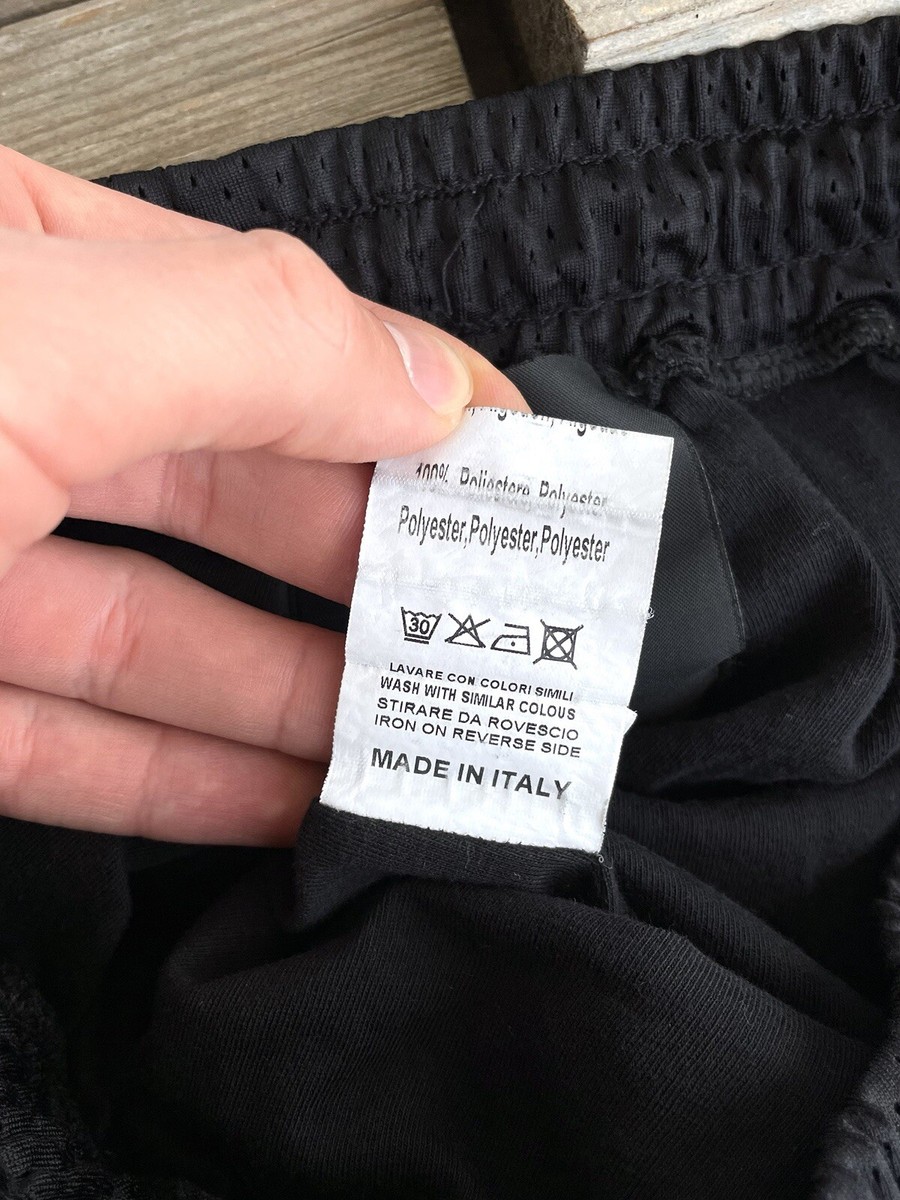 100% Poliestere, Polyester
Polyester,Polyester,Polyester
30
LAVARE CON COLORI SIMILI
WASH WITH SIMILAR COLOUS
STIRARE DA ROVESCIO
IRON ON REVERSE SIDE
MADE IN ITALY